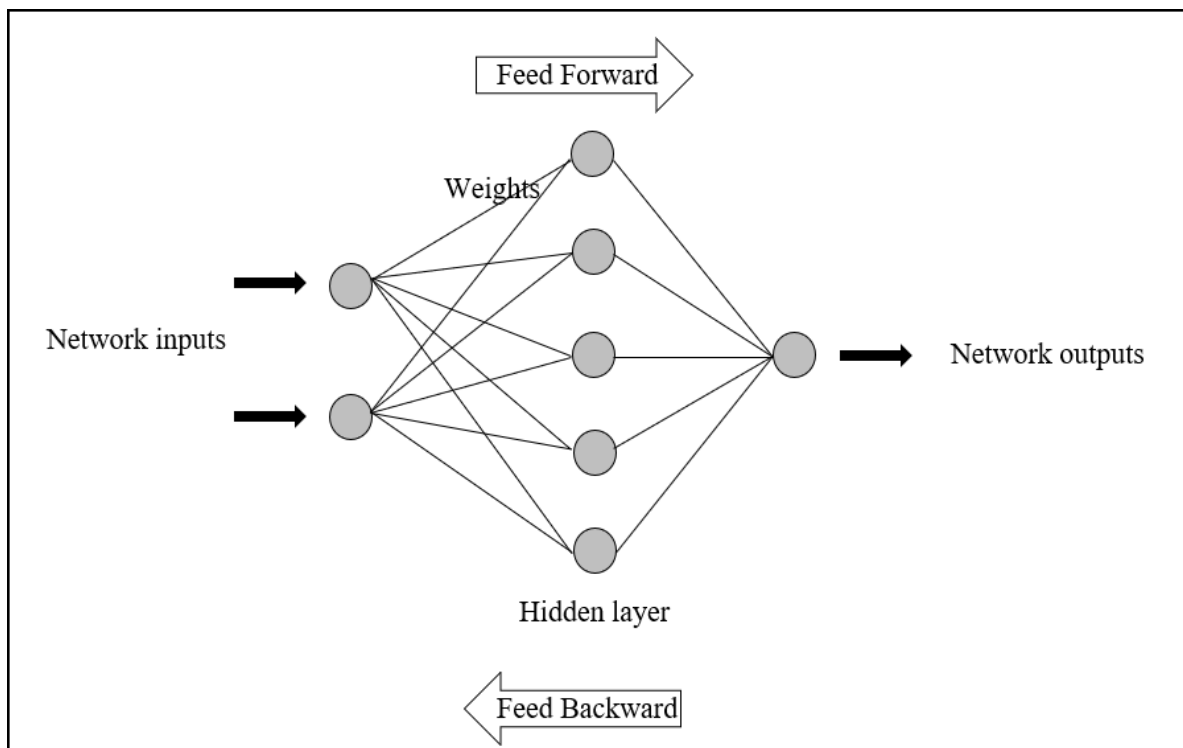 Feed Forward
Weights
Network inputs
Network outputs
Hidden layer
Feed Backward